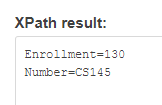 XPath result:
Enrollment=130
Number=CS145